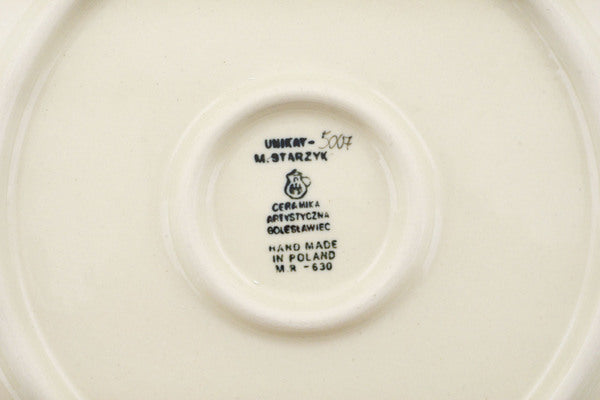 UNIKAT - 5007
M. STARZYK
CERAMIKA
ARTYSTYCZNA
BOLESŁAWIEC
HAND MADE
IN POLAND
M.R - 630